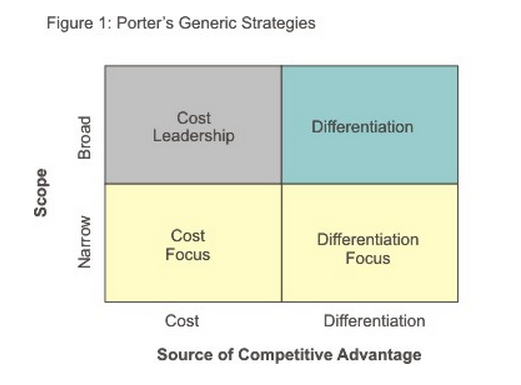 Figure 1: Porter's Generic Strategies
Broad
Cost
Leadership
Differentiation
Scope
Narrow
Cost
Focus
Differentiation
Focus
Cost
Differentiation
Source of Competitive Advantage